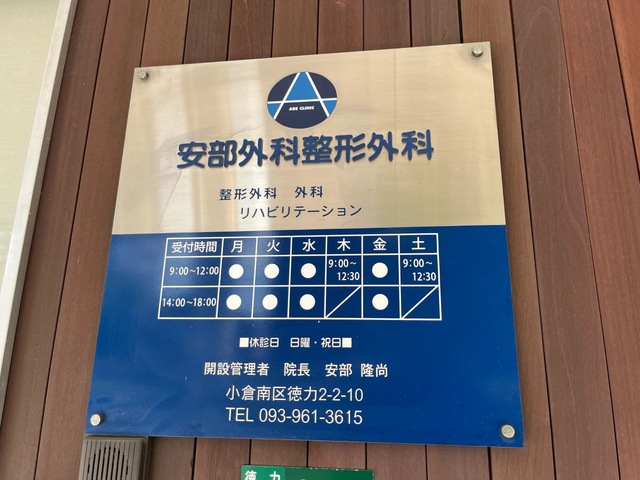 ABE CLINIC
安部外科整形外科
整形外科 外科
リハビリテーション
受付時間 月 火 水 木 金 土
9:00~12:00 ● ● ● 9:00~12:30 ● 9:00~12:30
14:00~18:00 ● ● ● ／ ● ／
■休診日 日曜・祝日■
開設管理者 院長 安部 隆尚
小倉南区徳力2-2-10
TEL 093-961-3615
徳 力